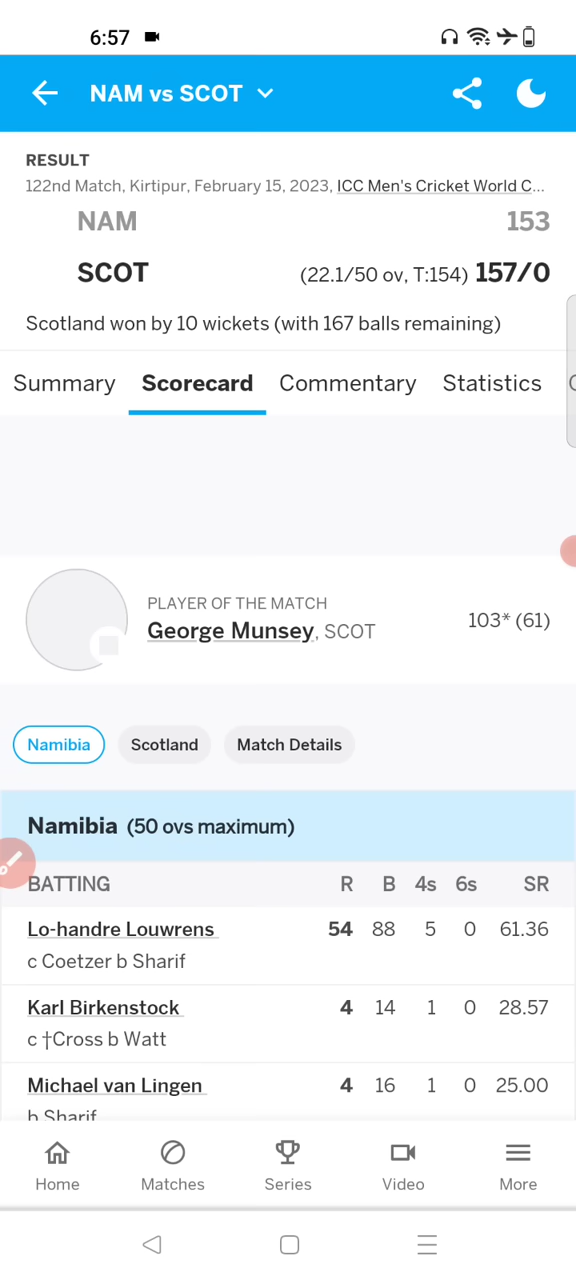 6:57
NAM vs SCOT
RESULT
122nd Match, Kirtipur, February 15, 2023, ICC Men's Cricket World C...
NAM 153
SCOT (22.1/50 ov, T:154) 157/0
Scotland won by 10 wickets (with 167 balls remaining)
Summary Scorecard Commentary Statistics
PLAYER OF THE MATCH
George Munsey, SCOT 103* (61)
Namibia Scotland Match Details
Namibia (50 ovs maximum)
BATTING R B 4s 6s SR
Lo-handre Louwrens 54 88 5 0 61.36
c Coetzer b Sharif
Karl Birkenstock 4 14 1 0 28.57
c †Cross b Watt
Michael van Lingen 4 16 1 0 25.00
b Sharif
Home Matches Series Video More